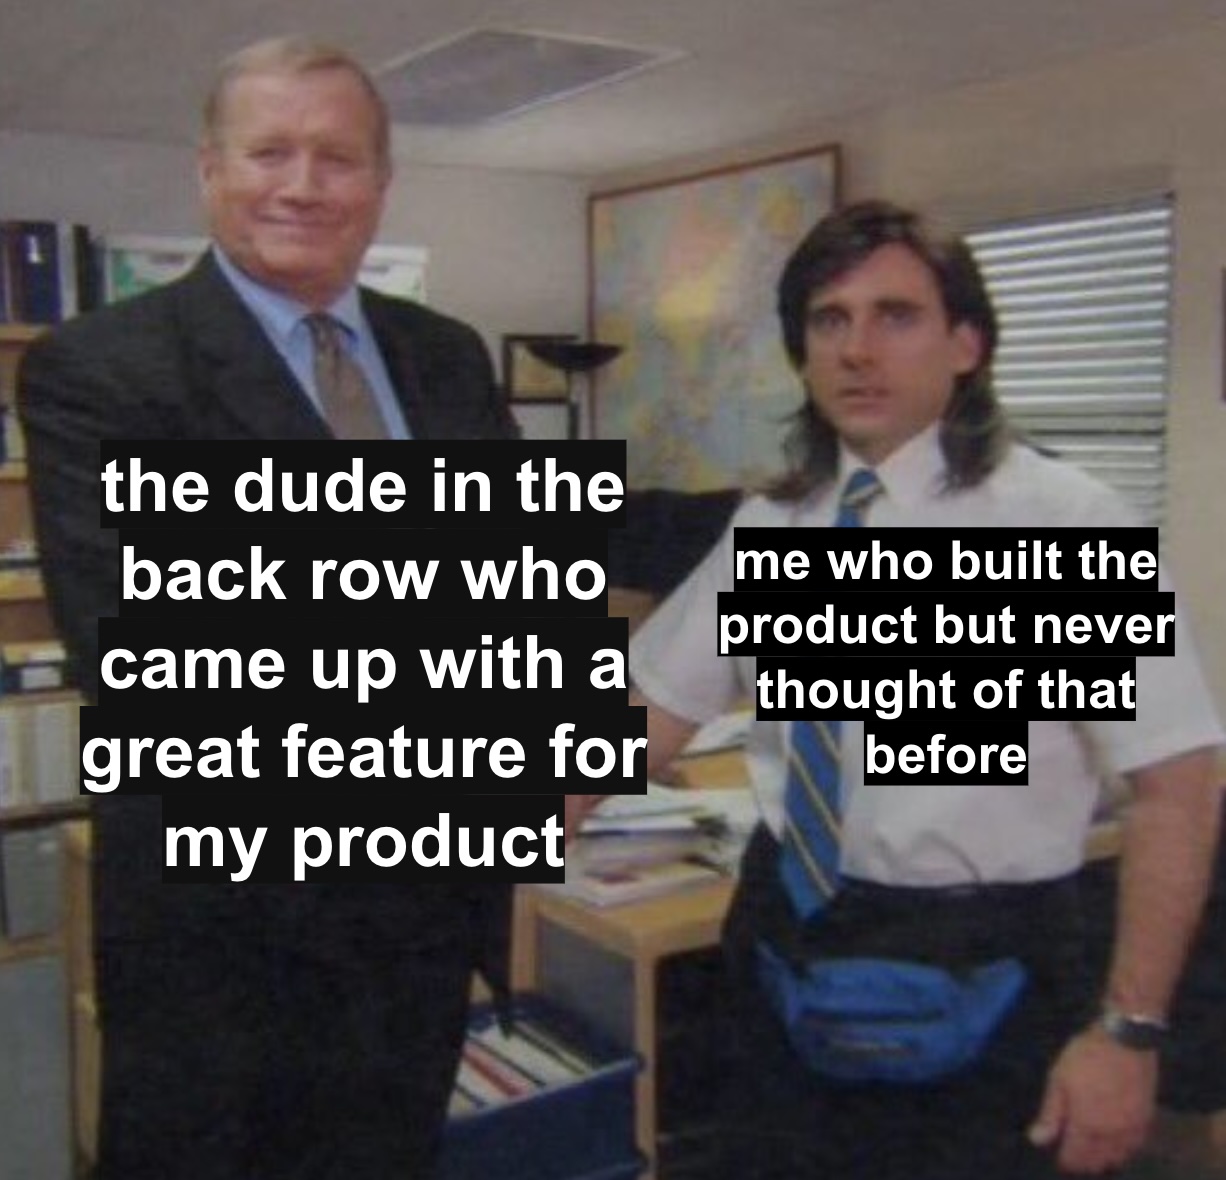 the dude in the
back row who
came up with a
great feature for
my product
me who built the
product but never
thought of that
before